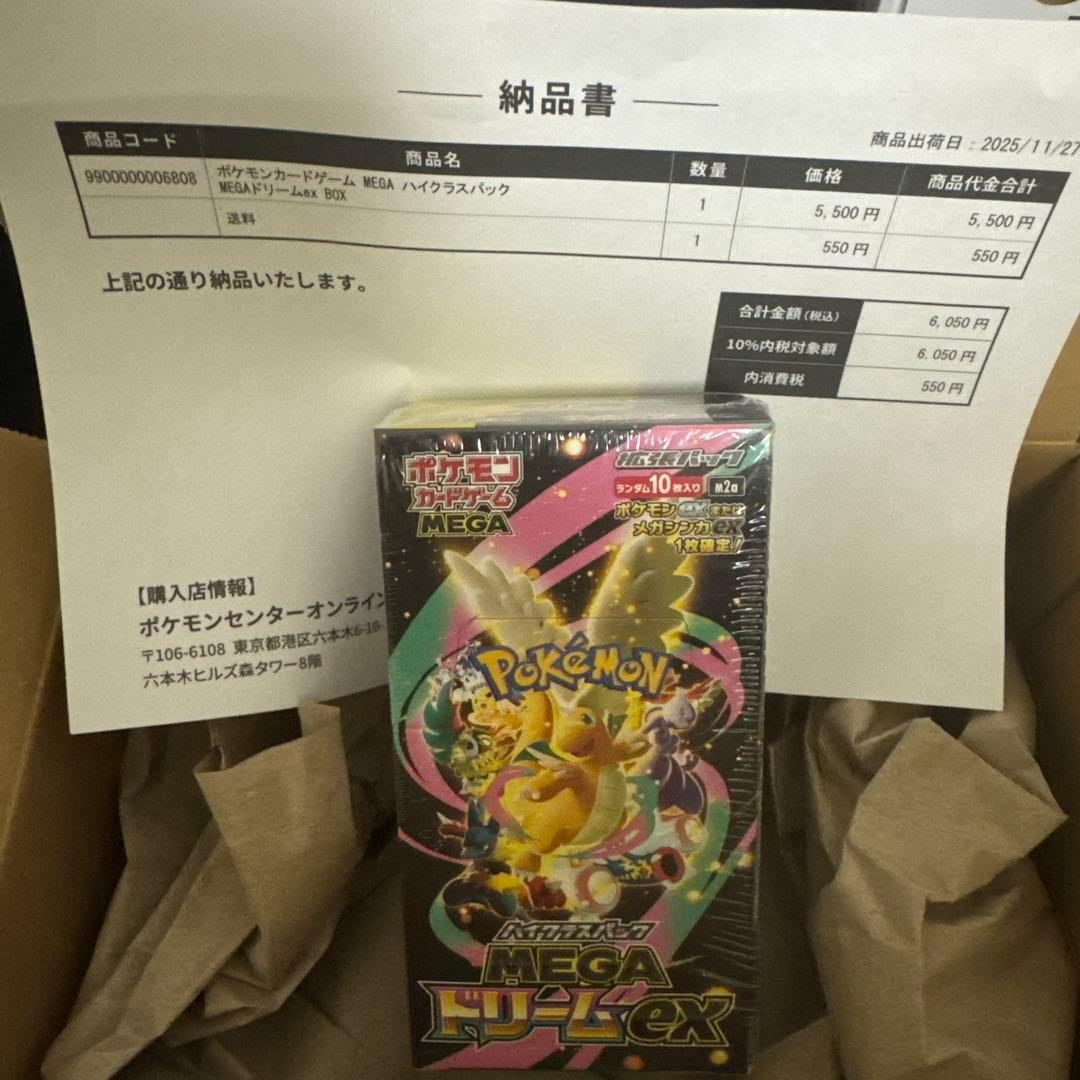 納品書
商品出荷日：2025/11/27
商品コード 商品名 数量 価格 商品代金合計
9900000006808 ポケモンカードゲーム MEGA ハイクラスパック 1 5,500円 5,500円
MEGAドリームex BOX
送料 1 550円 550円
上記の通り納品いたします。
合計金額(税込) 6,050円
10%内税対象額 6,050円
内消費税 550円
【購入店情報】
ポケモンセンターオンライン
〒106-6108 東京都港区六本木6-10-
六本木ヒルズ森タワー8階
ポケモン
カードゲーム
MEGA
拡張パック
ランダム10枚入り M2a
ポケモンexまたは
メガシンカex
1枚確定!
POKéMON
ハイクラスパック
MEGA
ドリームex